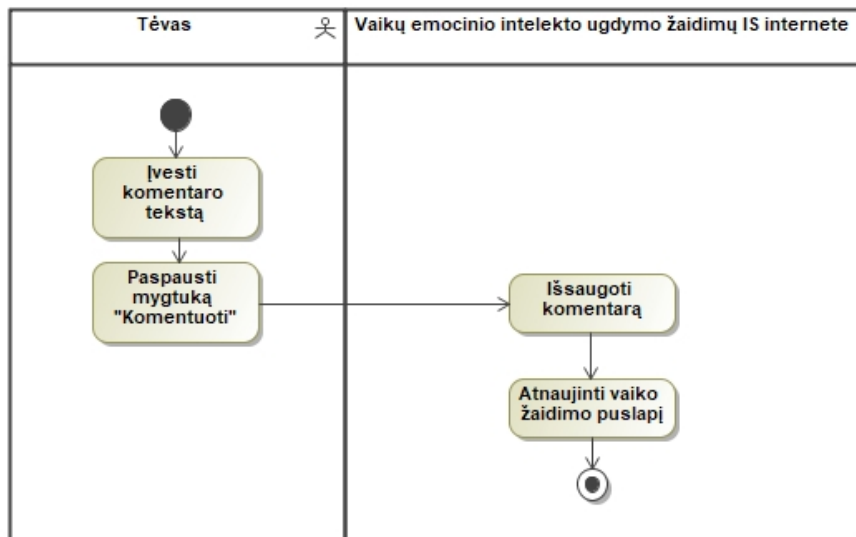 Tėvas
Vaikų emocinio intelekto ugdymo žaidimų IS internete
Įvesti
komentaro
tekstą
Paspausti
mygtuką
"Komentuoti"
Išsaugoti
komentarą
Atnaujinti vaiko
žaidimo puslapį